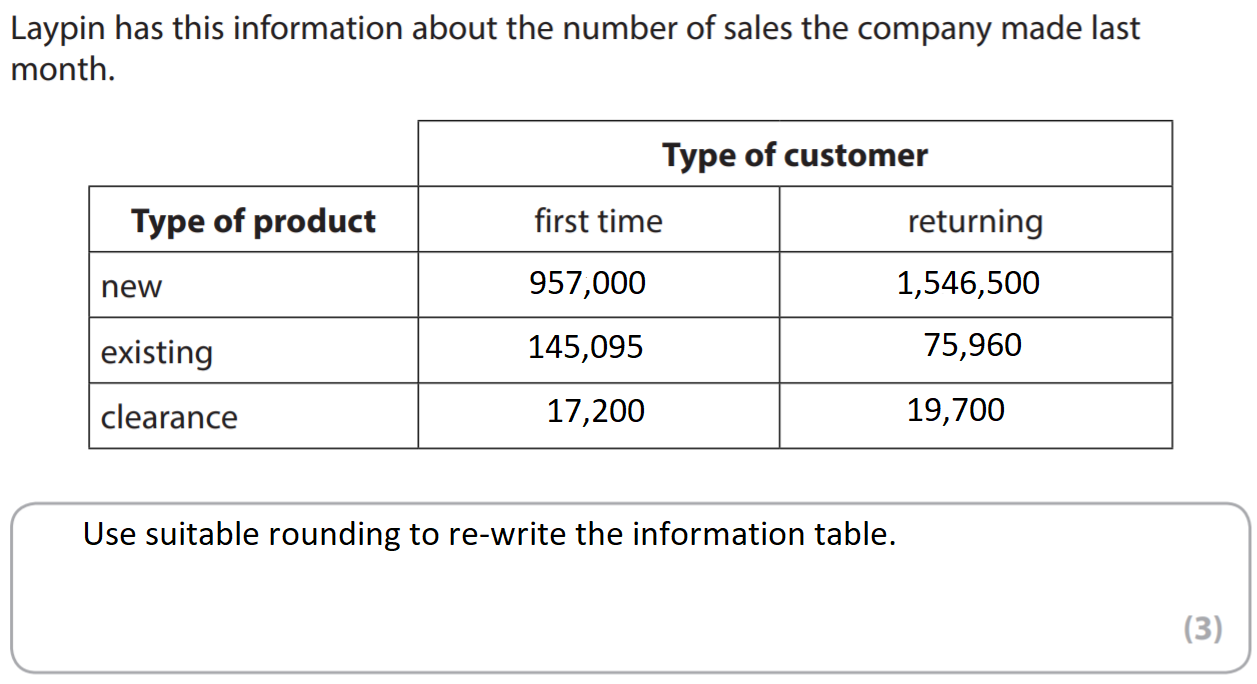 Laypin has this information about the number of sales the company made last
month.
Type of customer
Type of product first time returning
new 957,000 1,546,500
existing 145,095 75,960
clearance 17,200 19,700
Use suitable rounding to re-write the information table.
(3)